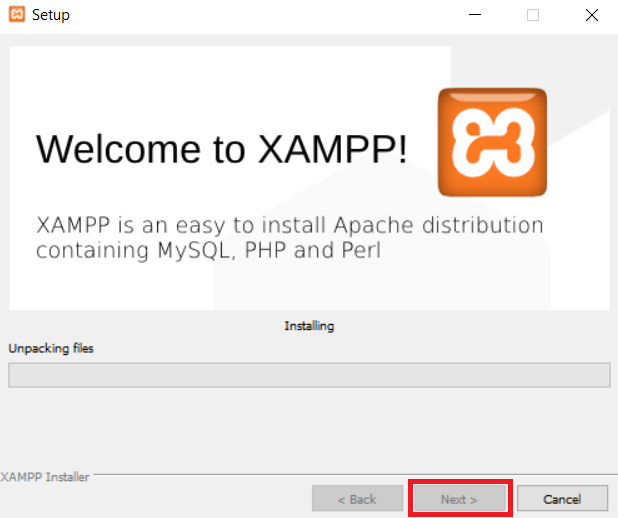 Setup
Welcome to XAMPP!
XAMPP is an easy to install Apache distribution
containing MySQL, PHP and Perl
Installing
Unpacking files
XAMPP Installer
< Back
Next >
Cancel